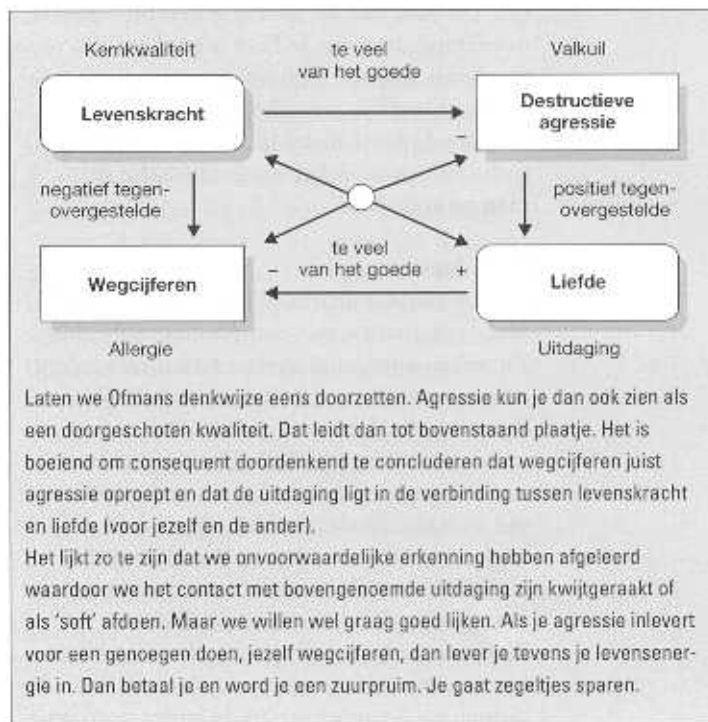 Kernkwaliteit
te veel
van het goede
Valkuil
Levenskracht
Destructieve
agressie
negatief tegen-
overgestelde
positief tegen-
overgestelde
Wegcijferen
–
te veel
van het goede
+
Liefde
Allergie
Uitdaging
Laten we Ofmans denkwijze eens doorzetten. Agressie kun je dan ook zien als
een doorgeschoten kwaliteit. Dat leidt dan tot bovenstaand plaatje. Het is
boeiend om consequent doordenkend te concluderen dat wegcijferen juist
agressie oproept en dat de uitdaging ligt in de verbinding tussen levenskracht
en liefde (voor jezelf en de ander).
Het lijkt zo te zijn dat we onvoorwaardelijke erkenning hebben afgeleerd
waardoor we het contact met bovengenoemde uitdaging zijn kwijtgeraakt of
als 'soft' afdoen. Maar we willen wel graag goed lijken. Als je agressie inlevert
voor een genoegen doen, jezelf wegcijferen, dan lever je tevens je levensener-
gie in. Dan betaal je en word je een zuurpruim. Je gaat zegeltjes sparen.